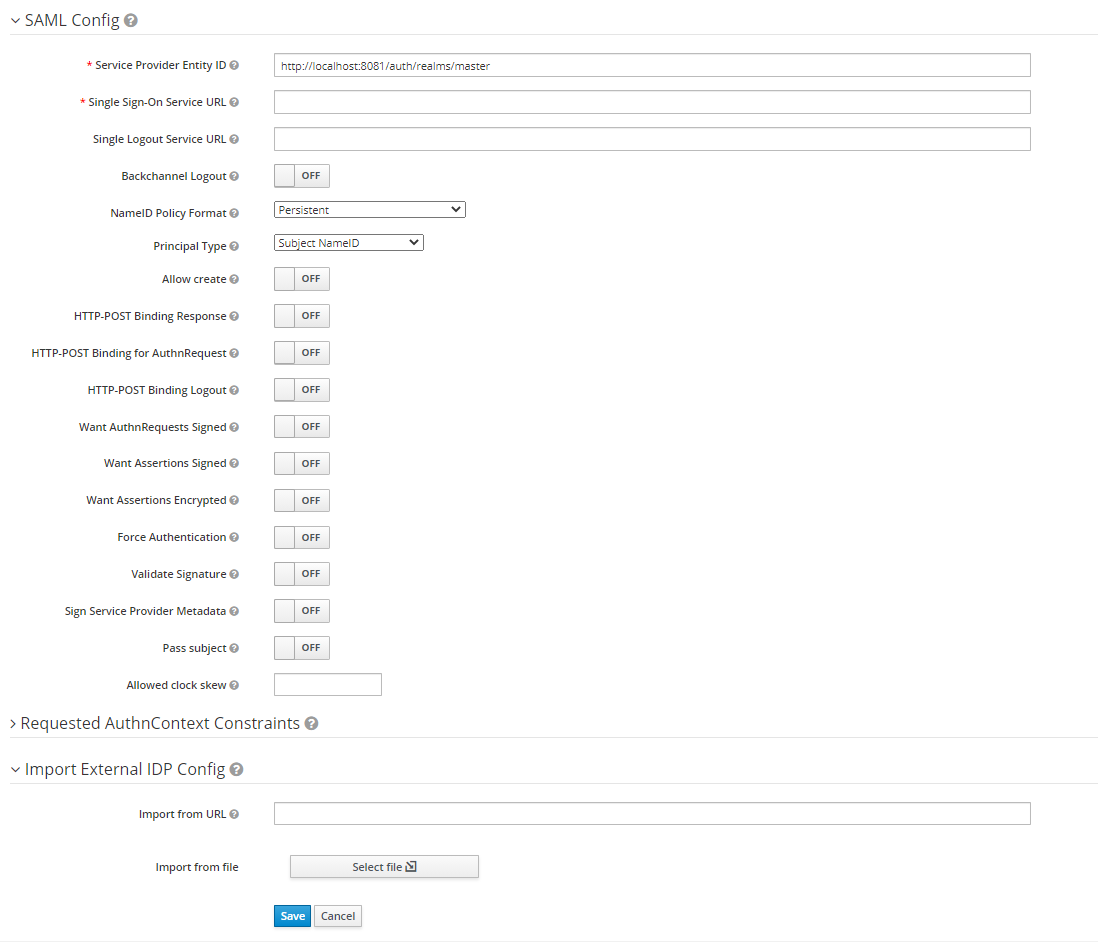 SAML Config
* Service Provider Entity ID http://localhost:8081/auth/realms/master
* Single Sign-On Service URL
Single Logout Service URL
Backchannel Logout OFF
NameID Policy Format Persistent
Principal Type Subject NameID
Allow create OFF
HTTP-POST Binding Response OFF
HTTP-POST Binding for AuthnRequest OFF
HTTP-POST Binding Logout OFF
Want AuthnRequests Signed OFF
Want Assertions Signed OFF
Want Assertions Encrypted OFF
Force Authentication OFF
Validate Signature OFF
Sign Service Provider Metadata OFF
Pass subject OFF
Allowed clock skew
Requested AuthnContext Constraints
Import External IDP Config
Import from URL
Import from file Select file
Save Cancel